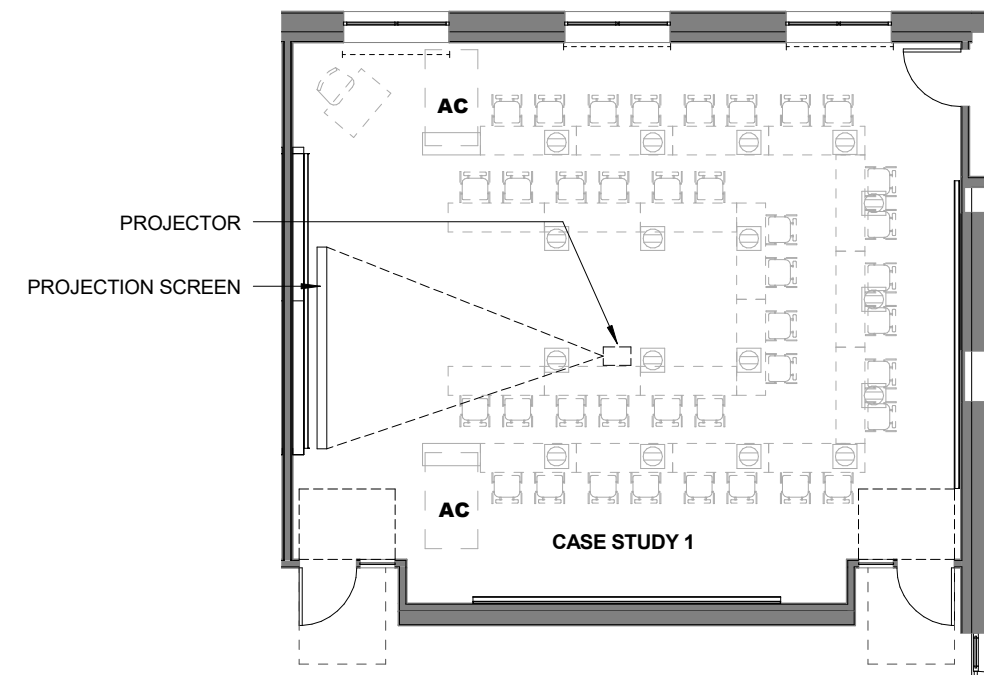 AC
PROJECTOR
PROJECTION SCREEN
AC
CASE STUDY 1